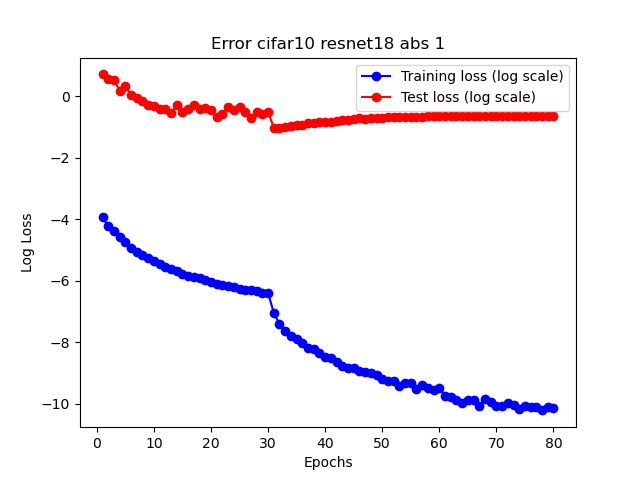 Error cifar10 resnet18 abs 1
Training loss (log scale)
Test loss (log scale)
Log Loss
0
−2
−4
−6
−8
−10
0 10 20 30 40 50 60 70 80
Epochs